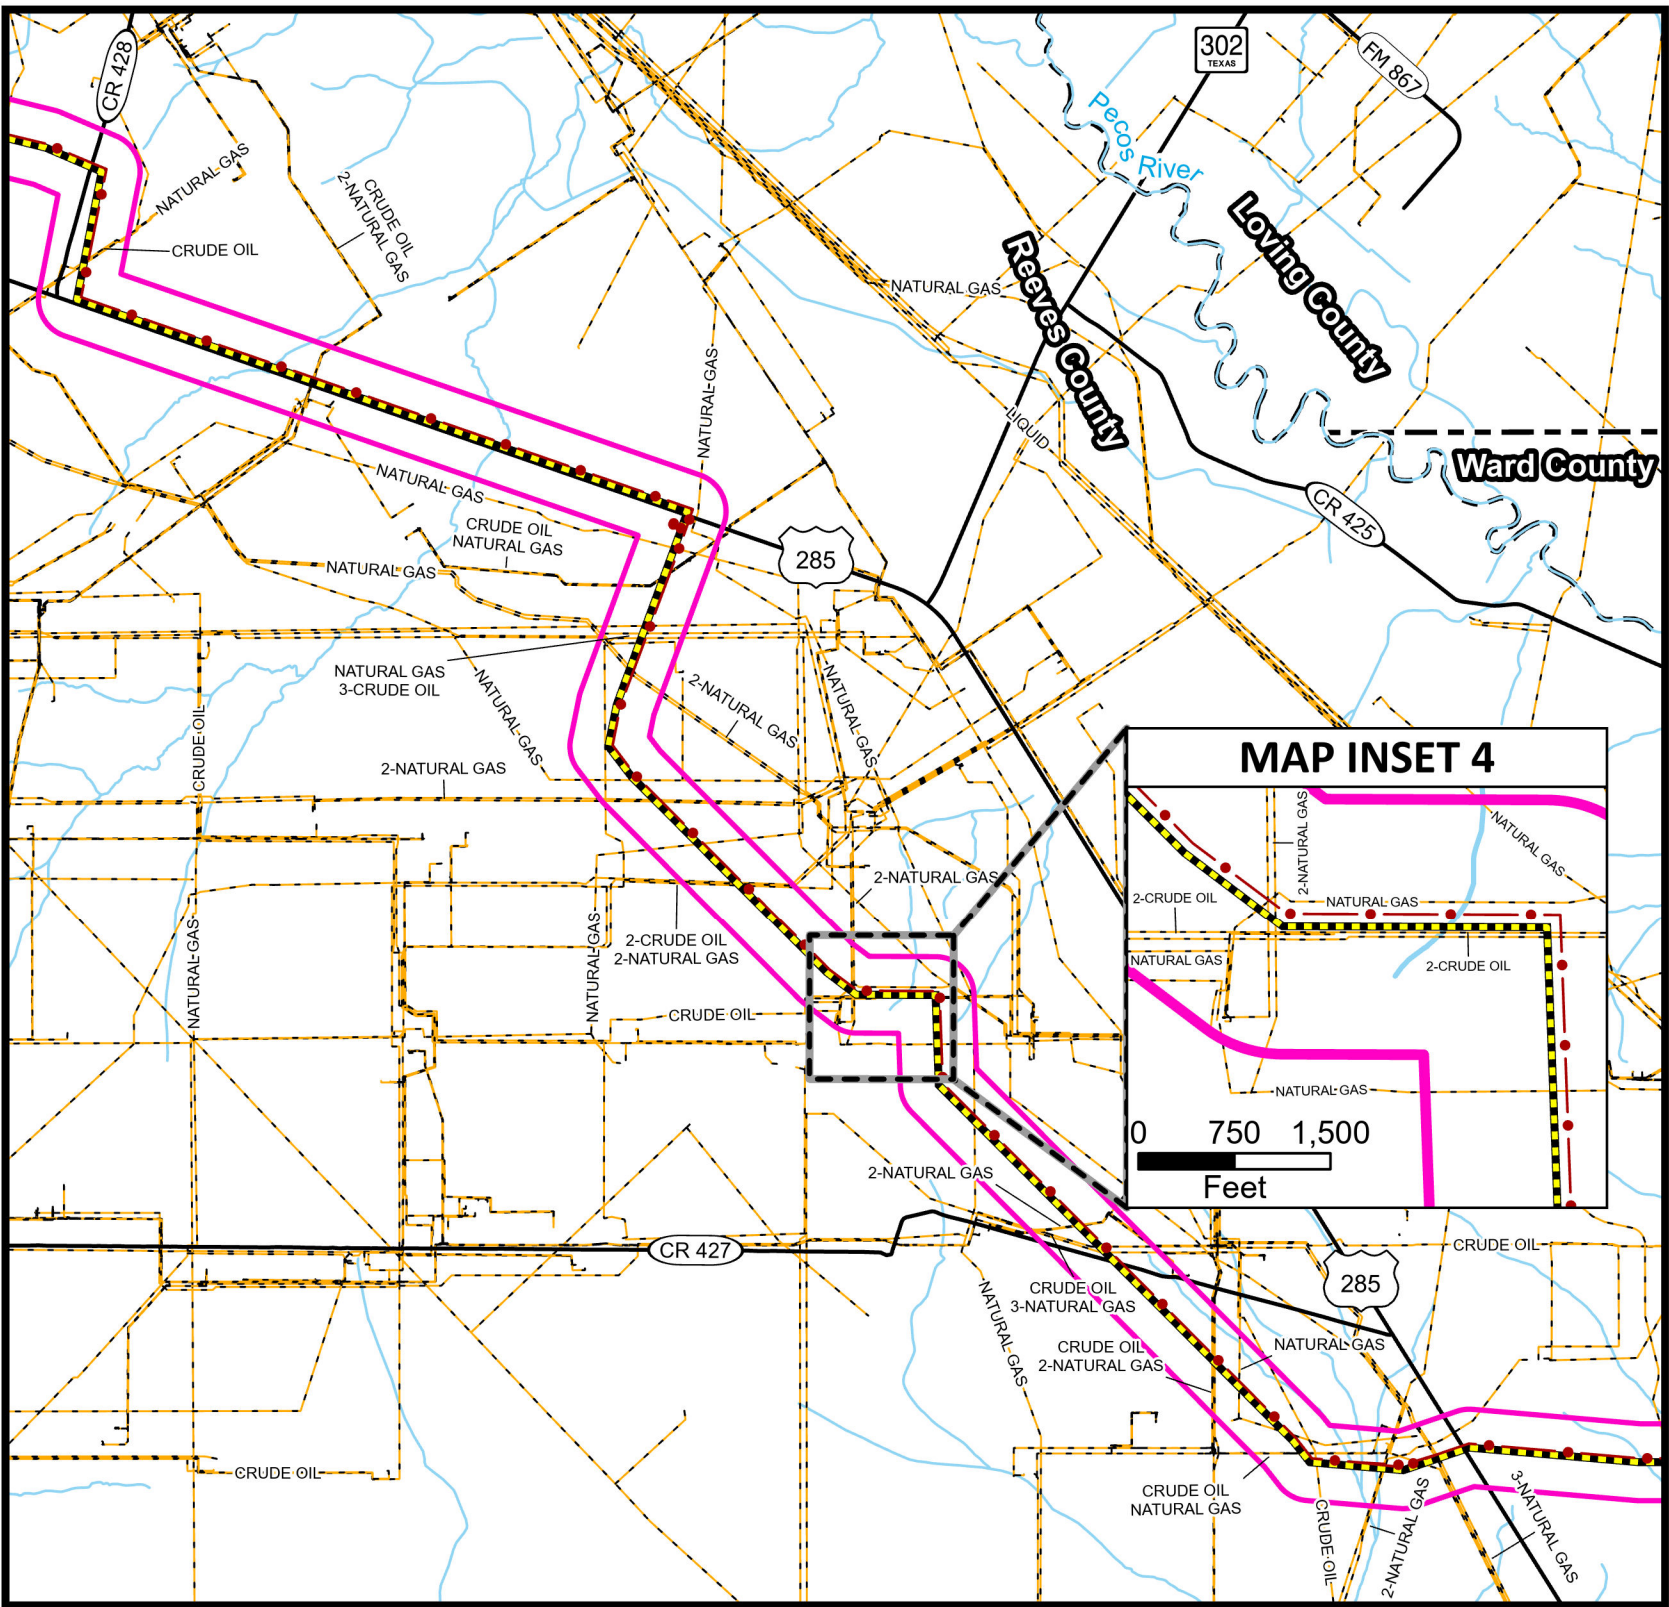 CR 428
302
TEXAS
FM 867
Pecos River
NATURAL GAS
CRUDE OIL
2-NATURAL GAS
CRUDE OIL
Loving County
Reeves County
NATURAL GAS
NATURAL GAS
LIQUID
Ward County
NATURAL GAS
CR 425
CRUDE OIL
NATURAL GAS
285
NATURAL GAS
NATURAL GAS
3-CRUDE OIL
NATURAL GAS
2-NATURAL GAS
NATURAL GAS
CRUDE OIL
2-NATURAL GAS
MAP INSET 4
2-NATURAL GAS
NATURAL GAS
2-CRUDE OIL
NATURAL GAS
NATURAL GAS
2-CRUDE OIL
NATURAL GAS
0 750 1,500
Feet
2-NATURAL GAS
2-CRUDE OIL
2-NATURAL GAS
NATURAL GAS
NATURAL GAS
CRUDE OIL
2-NATURAL GAS
CR 427
CRUDE OIL
285
CRUDE OIL
3-NATURAL GAS
NATURAL GAS
CRUDE OIL
2-NATURAL GAS
NATURAL GAS
CRUDE OIL
CRUDE OIL
NATURAL GAS
CRUDE OIL
2-NATURAL GAS
3-NATURAL GAS